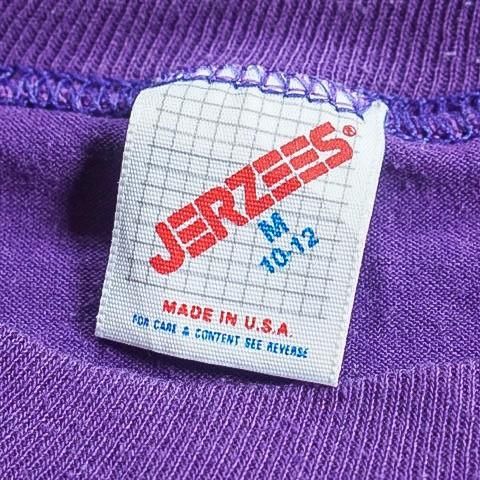 JERZEES®
M
10-12
MADE IN U.S.A.
FOR CARE & CONTENT SEE REVERSE